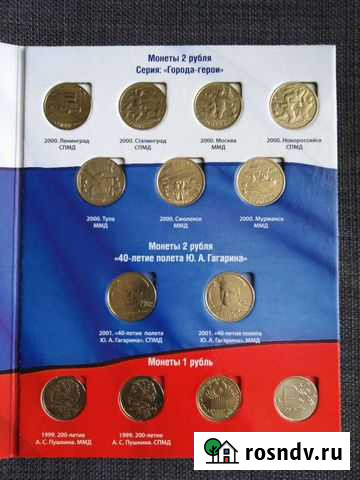 Монеты 2 рубля
Серия: «Города-герои»
2000. Ленинград
СПМД
2000. Сталинград
СПМД
2000. Москва
ММД
2000. Новороссийск
СПМД
2000. Тула
ММД
2000. Смоленск
ММД
2000. Мурманск
ММД
Монеты 2 рубля
«40-летие полета Ю. А. Гагарина»
2001. «40-летие полета
Ю. А. Гагарина». СПМД
2001. «40-летие полета
Ю. А. Гагарина». ММД
Монеты 1 рубль
1999. 200-летие
А. С. Пушкина. ММД
1999. 200-летие
А. С. Пушкина. СПМД
rosndv.ru